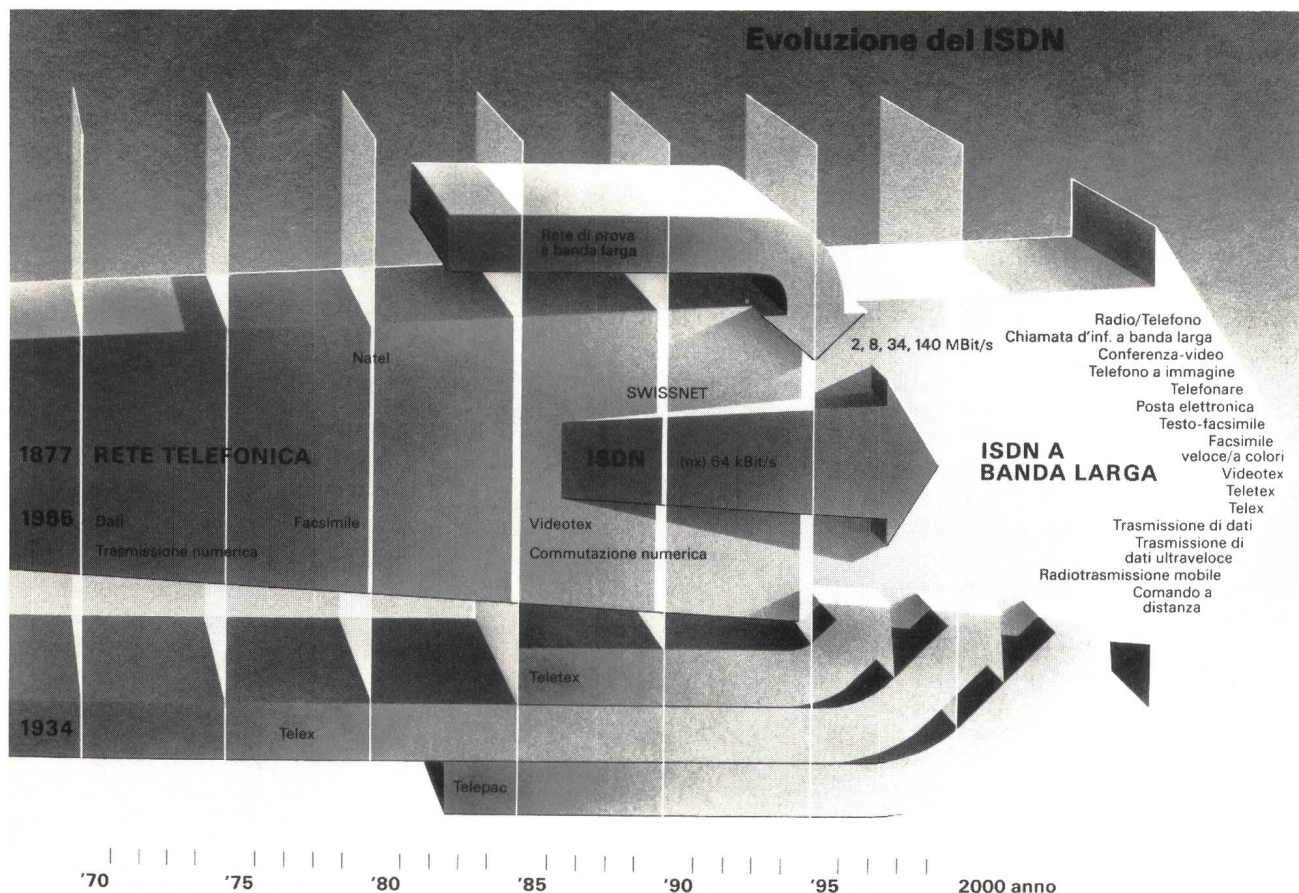 Evoluzione del ISDN
Rete di prova
a banda larga
Natel
2, 8, 34, 140 MBit/s
SWISSNET
1877 RETE TELEFONICA
ISDN (nx) 64 kBit/s
ISDN A
BANDA LARGA
1966 Dati
Facsimile
Videotex
Trasmissione numerica
Commutazione numerica
Radio/Telefono
Chiamata d'inf. a banda larga
Conferenza-video
Telefono a immagine
Telefonare
Posta elettronica
Testo-facsimile
Facsimile
veloce/a colori
Videotex
Teletex
Telex
Trasmissione di dati
Trasmissione di
dati ultraveloce
Radiotrasmissione mobile
Comando a
distanza
Teletex
1934
Telex
Telepac
'70 '75 '80 '85 '90 '95 2000 anno